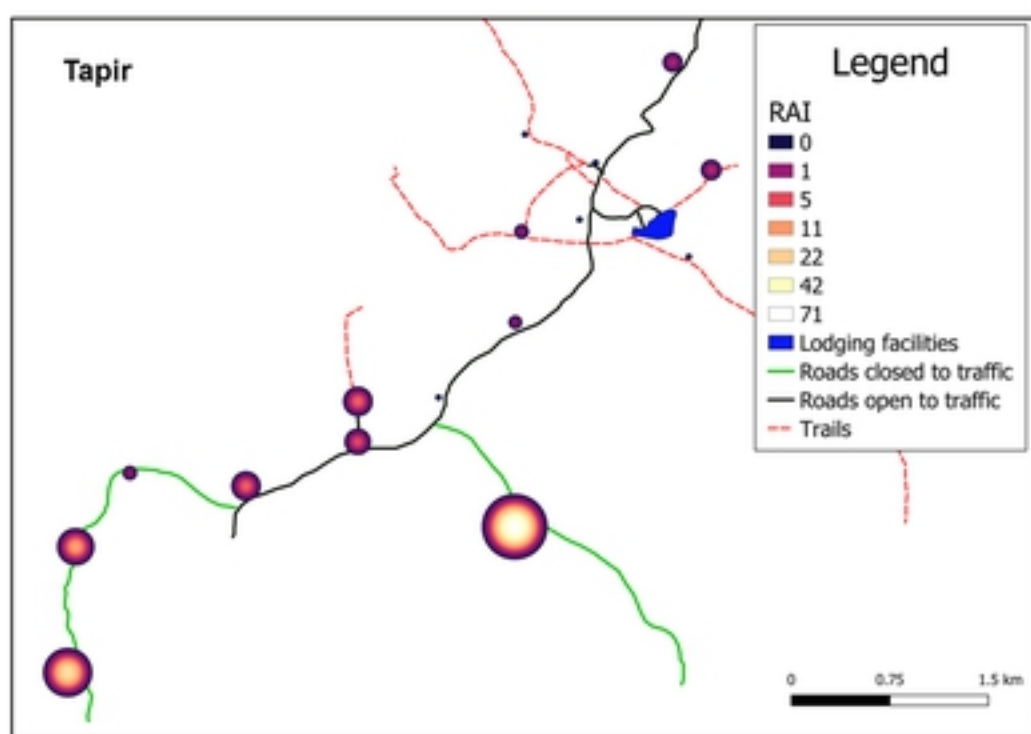 Tapir
Legend
RAI
0
1
5
11
22
42
71
Lodging facilities
Roads closed to traffic
Roads open to traffic
Trails
0 0.75 1.5 km